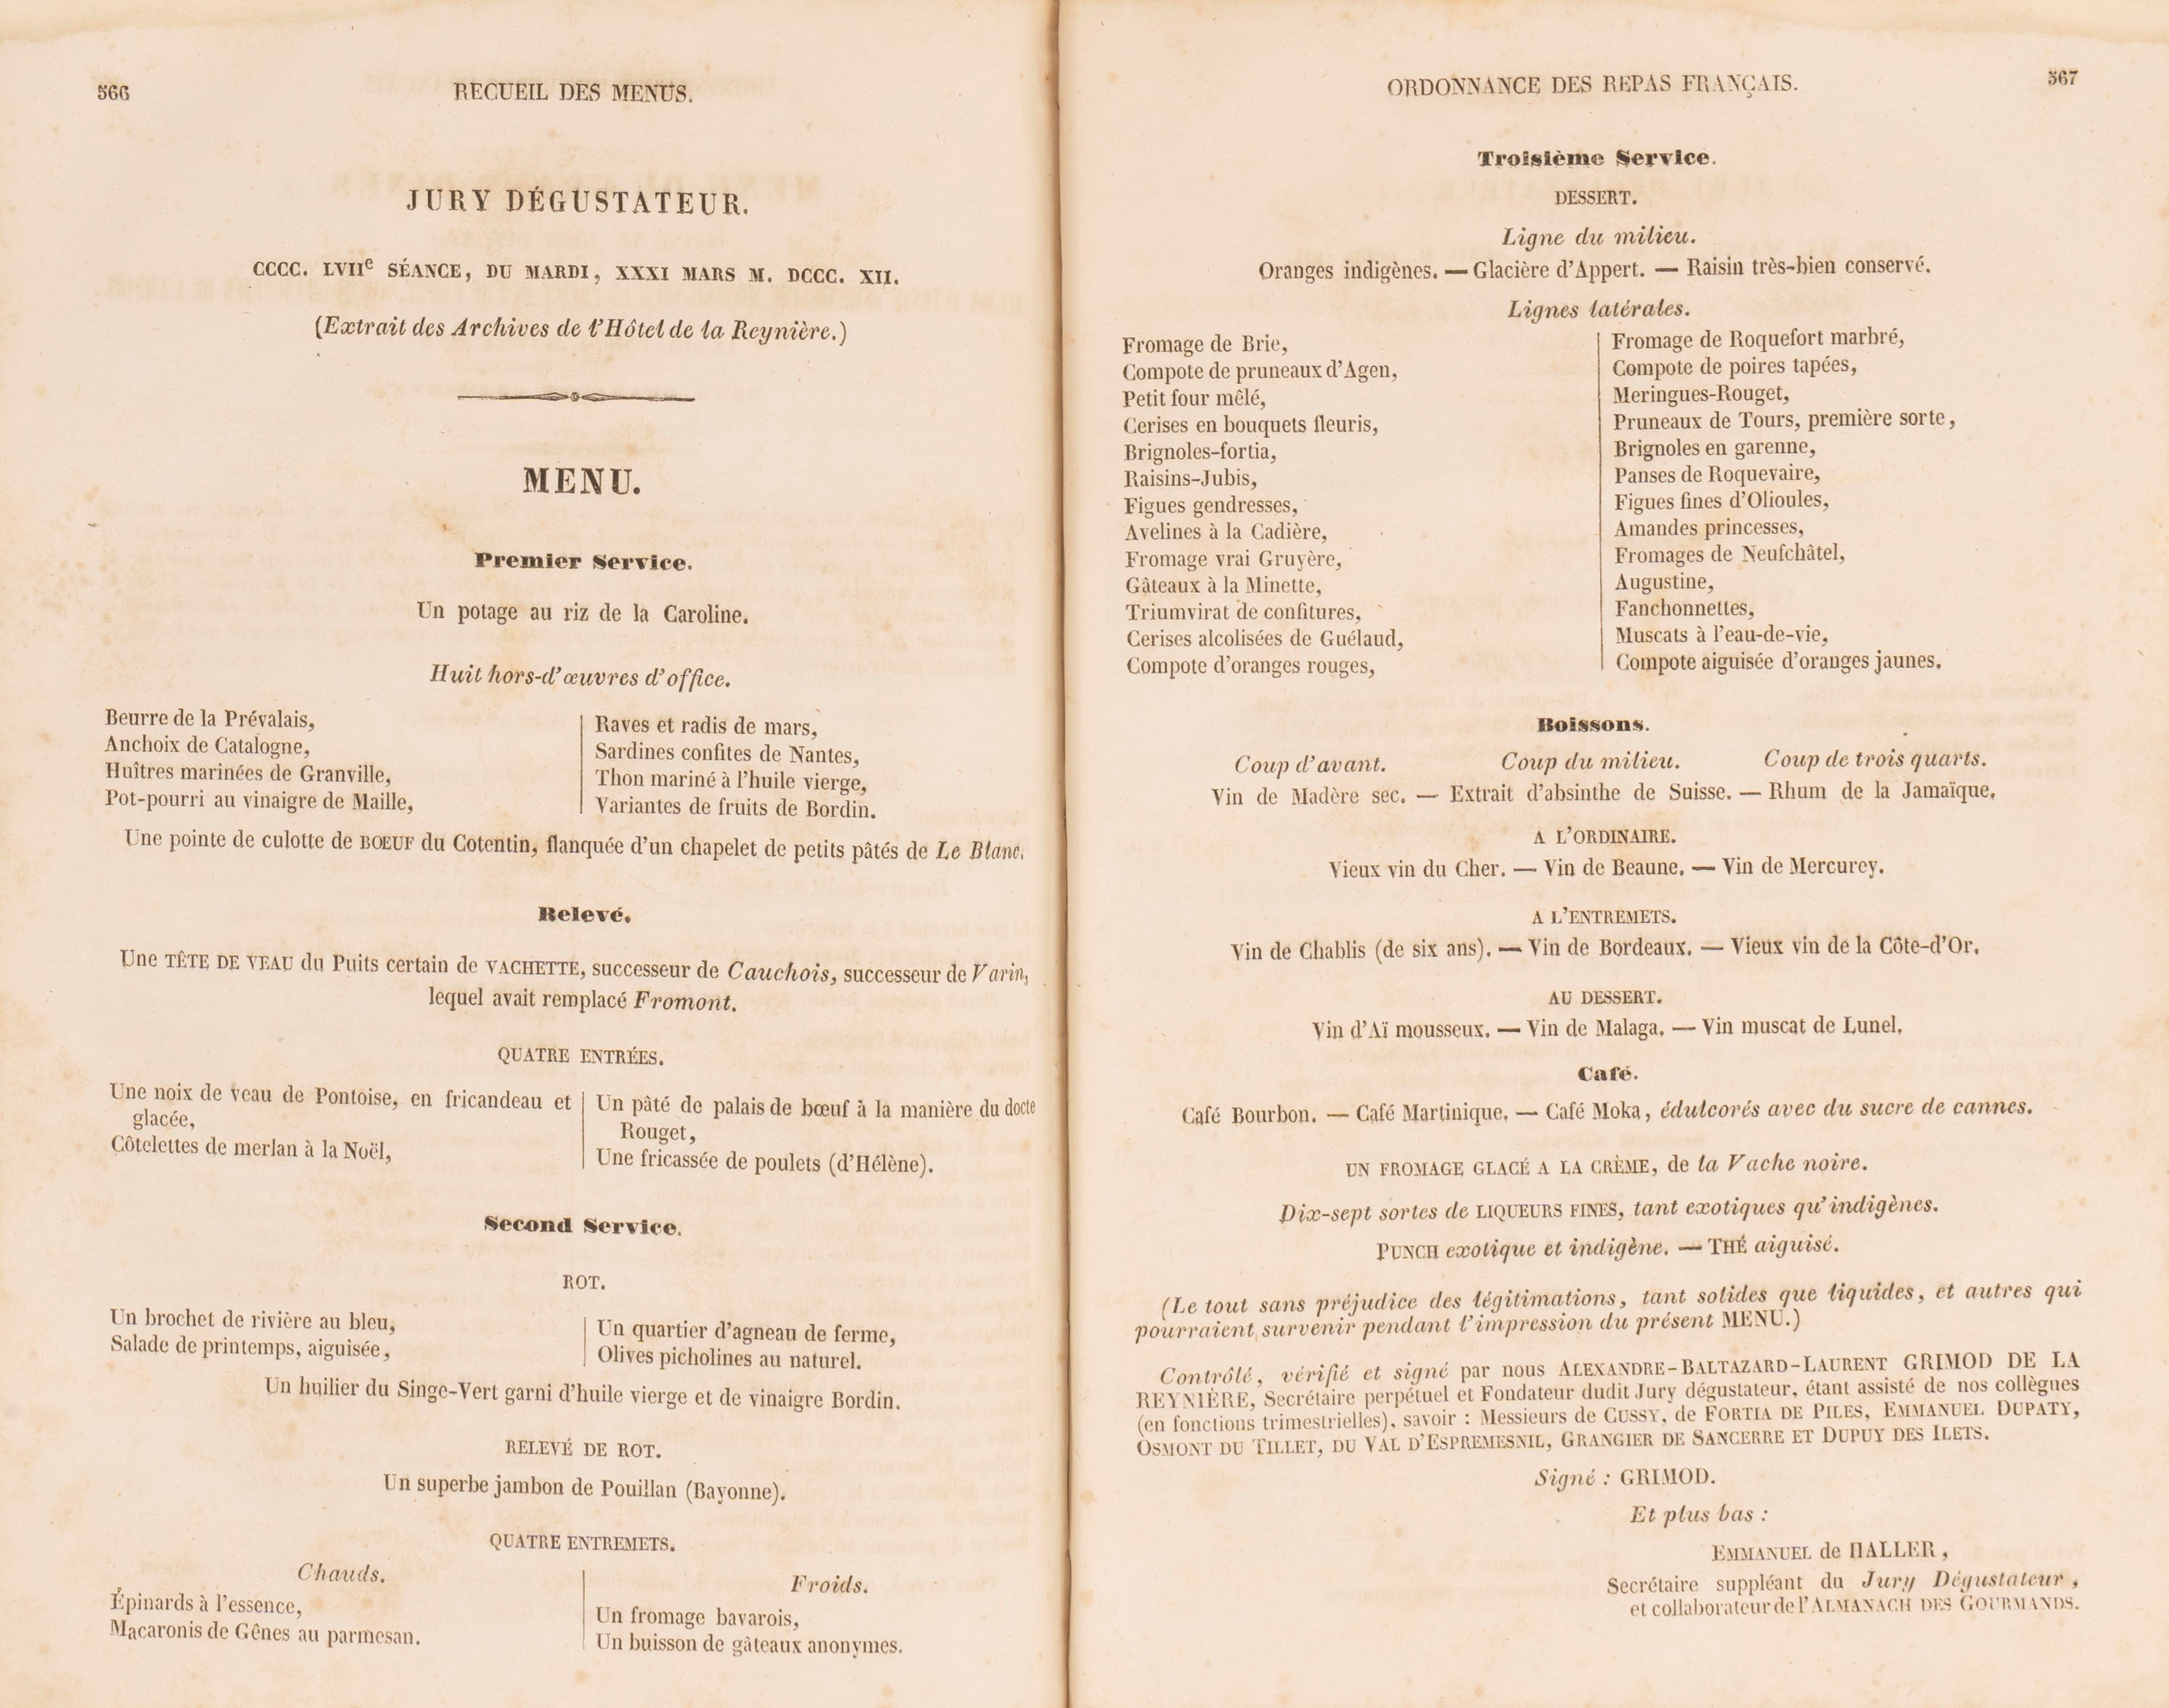 566
RECUEIL DES MENUS.
JURY DÉGUSTATEUR.
CCCC. LVIIe SÉANCE, DU MARDI, XXXI MARS M. DCCC. XII.
(Extrait des Archives de l'Hôtel de la Reynière.)
MENU.
Premier Service.
Un potage au riz de la Caroline.
Huit hors-d'œuvres d'office.
Beurre de la Prévalais,
Anchoix de Catalogne,
Huîtres marinées de Granville,
Pot-pourri au vinaigre de Maille,
Raves et radis de mars,
Sardines confites de Nantes,
Thon mariné à l'huile vierge,
Variantes de fruits de Bordin.
Une pointe de culotte de BŒUF du Cotentin, flanquée d'un chapelet de petits pâtés de Le Blanc.
Relevé.
Une TÊTE DE VEAU du Puits certain de VACHETTE, successeur de Cauchois, successeur de Varin,
lequel avait remplacé Fromont.
QUATRE ENTRÉES.
Une noix de veau de Pontoise, en fricandeau et
glacée,
Côtelettes de merlan à la Noël,
Un pâté de palais de bœuf à la manière du docte
Rouget,
Une fricassée de poulets (d'Hélène).
Second Service.
ROT.
Un brochet de rivière au bleu,
Salade de printemps, aiguisée,
Un quartier d'agneau de ferme,
Olives picholines au naturel.
Un huilier du Singe-Vert garni d'huile vierge et de vinaigre Bordin.
RELEVÉ DE ROT.
Un superbe jambon de Pouillan (Bayonne).
QUATRE ENTREMETS.
Chauds.
Épinards à l'essence,
Macaronis de Gênes au parmesan.
Froids.
Un fromage bavarois,
Un buisson de gâteaux anonymes.
ORDONNANCE DES REPAS FRANÇAIS.
567
Troisième Service.
DESSERT.
Ligne du milieu.
Oranges indigènes. — Glacière d'Appert. — Raisin très-bien conservé.
Lignes latérales.
Fromage de Brie,
Compote de pruneaux d'Agen,
Petit four mêlé,
Cerises en bouquets fleuris,
Brignoles-fortia,
Raisins-Jubis,
Figues gendresses,
Avelines à la Cadière,
Fromage vrai Gruyère,
Gâteaux à la Minette,
Triumvirat de confitures,
Cerises alcolisées de Guélaud,
Compote d'oranges rouges,
Fromage de Roquefort marbré,
Compote de poires tapées,
Meringues-Rouget,
Pruneaux de Tours, première sorte,
Brignoles en garenne,
Panses de Roquevaire,
Figues fines d'Olioules,
Amandes princesses,
Fromages de Neufchâtel,
Augustine,
Fanchonnettes,
Muscats à l'eau-de-vie,
Compote aiguisée d'oranges jaunes.
Boissons.
Coup d'avant. Coup du milieu. Coup de trois quarts.
Vin de Madère sec. — Extrait d'absinthe de Suisse. — Rhum de la Jamaïque.
A L'ORDINAIRE.
Vieux vin du Cher. — Vin de Beaune. — Vin de Mercurey.
A L'ENTREMETS.
Vin de Chablis (de six ans). — Vin de Bordeaux. — Vieux vin de la Côte-d'Or.
AU DESSERT.
Vin d'Aï mousseux. — Vin de Malaga. — Vin muscat de Lunel.
Café.
Café Bourbon. — Café Martinique. — Café Moka, édulcorés avec du sucre de cannes.
UN FROMAGE GLACÉ A LA CRÈME, de la Vache noire.
Dix-sept sortes de LIQUEURS FINES, tant exotiques qu'indigènes.
PUNCH exotique et indigène. — THÉ aiguisé.
(Le tout sans préjudice des légitimations, tant solides que liquides, et autres qui
pourraient survenir pendant l'impression du présent MENU.)
Contrôlé, vérifié et signé par nous ALEXANDRE-BALTAZARD-LAURENT GRIMOD DE LA
REYNIÈRE, Secrétaire perpétuel et Fondateur dudit Jury dégustateur, étant assisté de nos collègues
(en fonctions trimestrielles), savoir : Messieurs de CUSSY, de FORTIA DE PILES, EMMANUEL DUPATY,
OSMONT DU TILLET, DU VAL D'ESPREMESNIL, GRANGIER DE SANCERRE ET DUPUY DES ILETS.
Signé : GRIMOD.
Et plus bas :
EMMANUEL de HALLER,
Secrétaire suppléant du Jury Dégustateur,
et collaborateur de l'ALMANACH DES GOURMANDS.